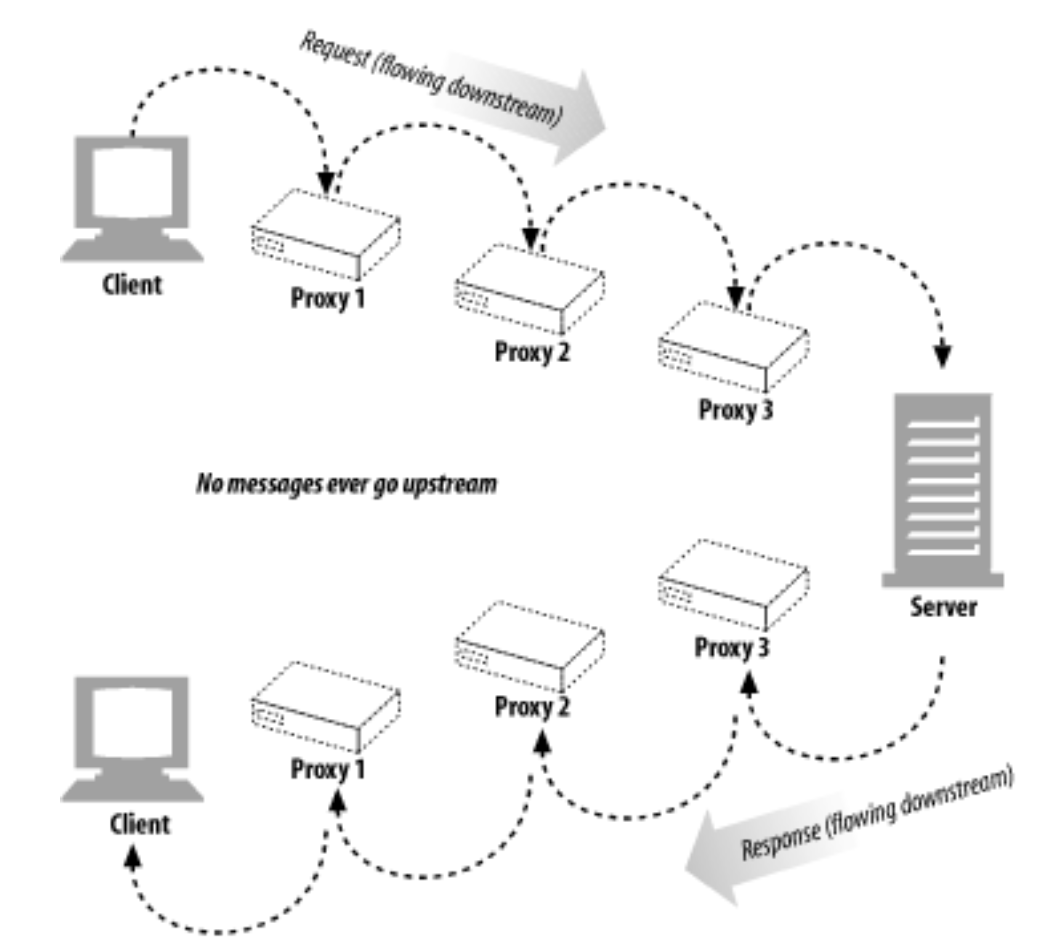 Request (flowing downstream)
Client
Proxy 1
Proxy 2
Proxy 3
No messages ever go upstream
Server
Proxy 3
Proxy 2
Proxy 1
Client
Response (flowing downstream)